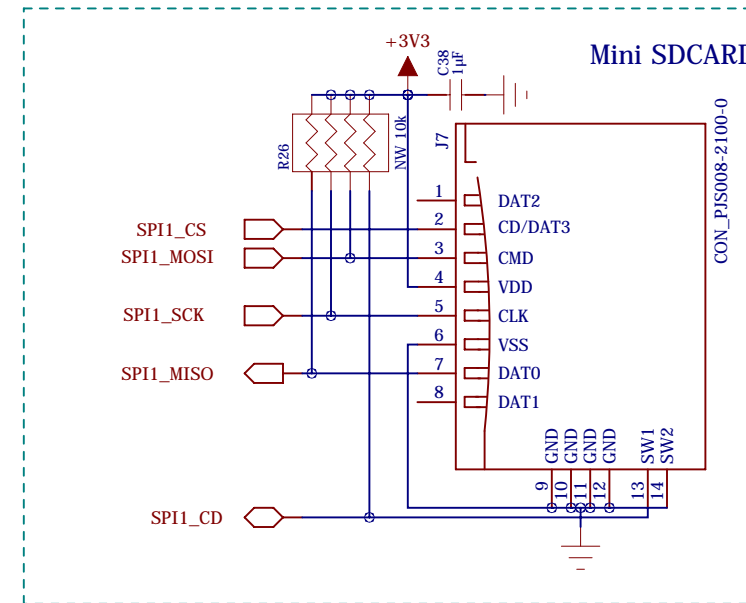 +3V3
C38
1µF
Mini SDCARD
R26
NW 10k
J7
CON_PJS008-2100-0
1
DAT2
SPI1_CS
2
CD/DAT3
SPI1_MOSI
3
CMD
4
VDD
SPI1_SCK
5
CLK
6
VSS
SPI1_MISO
7
DAT0
8
DAT1
GND
GND
GND
GND
SW1
SW2
9
10
11
12
13
14
SPI1_CD